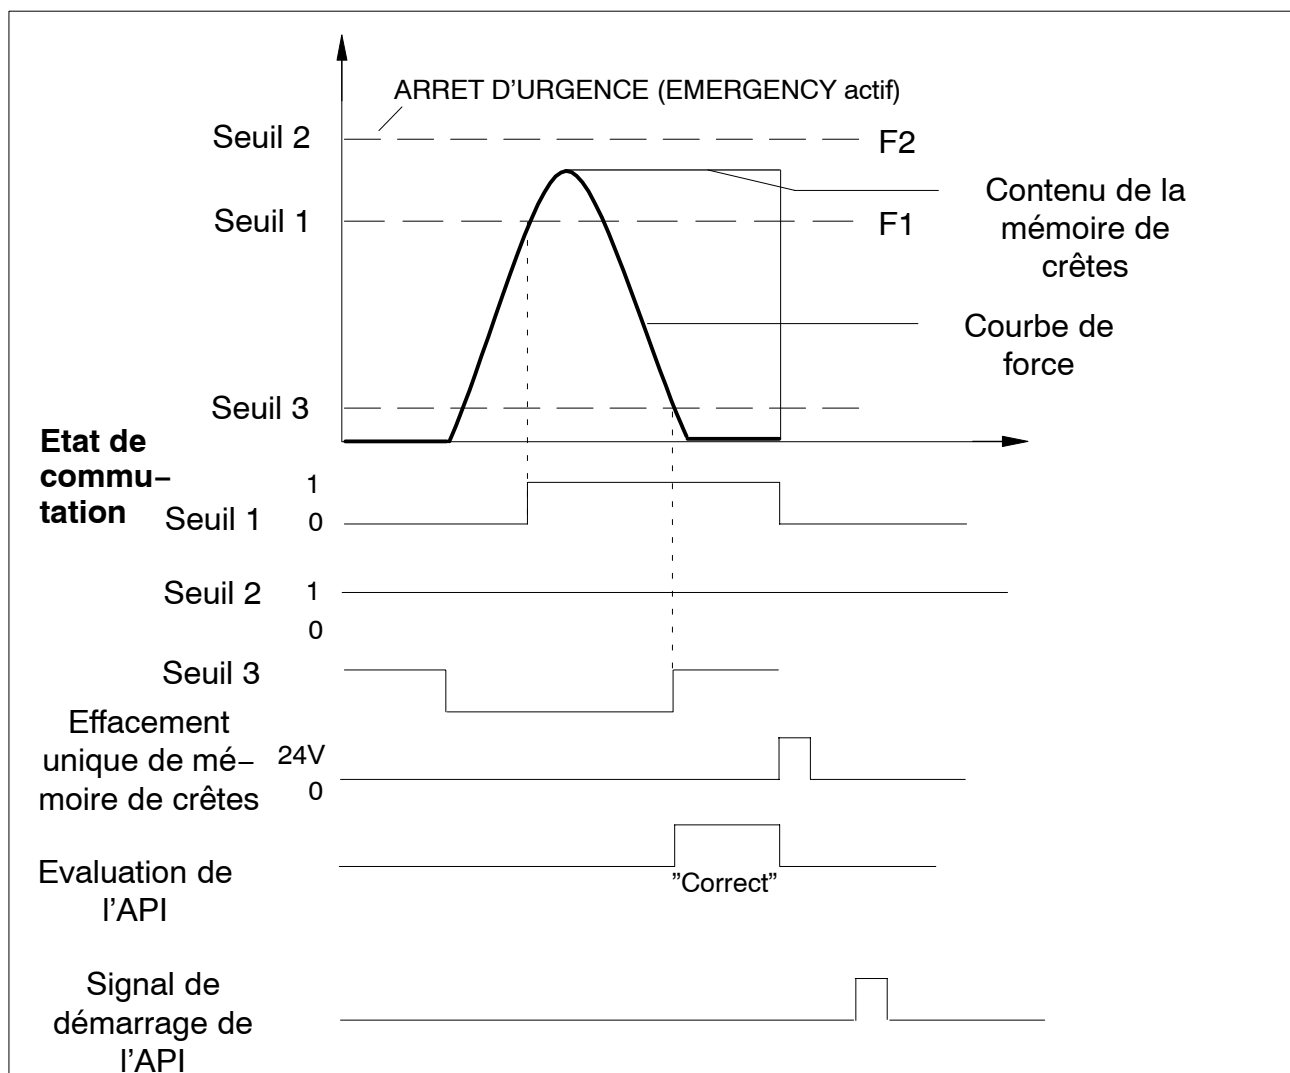 ARRET D’URGENCE (EMERGENCY actif)
Seuil 2
F2
Seuil 1
F1
Contenu de la
mémoire de
crêtes
Courbe de
force
Seuil 3
Etat de
commu–
tation
Seuil 1
1
0
Seuil 2
1
0
Seuil 3
Effacement
unique de mé–
moire de crêtes
24V
0
Evaluation de
l’API
”Correct”
Signal de
démarrage de
l’API